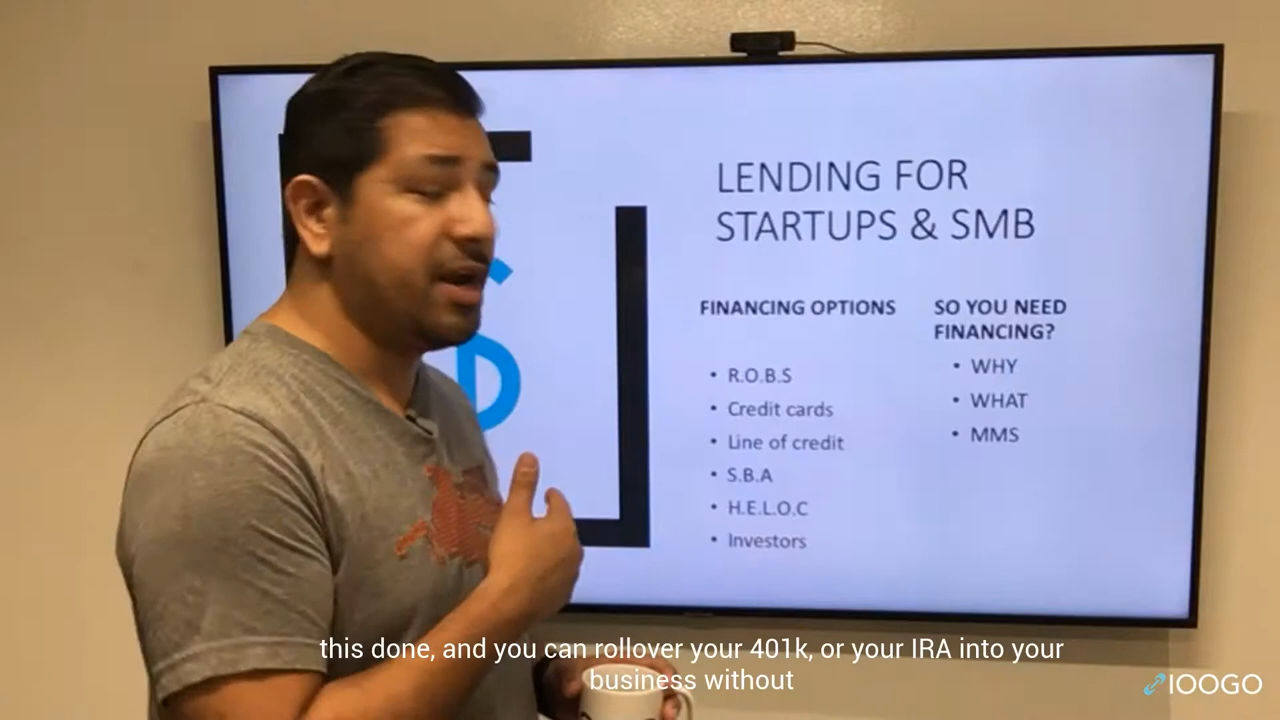 LENDING FOR
STARTUPS & SMB
FINANCING OPTIONS
• R.O.B.S
• Credit cards
• Line of credit
• S.B.A
• H.E.L.O.C
• Investors
SO YOU NEED
FINANCING?
• WHY
• WHAT
• MMS
this done, and you can rollover your 401k, or your IRA into your
business without
IOOGO